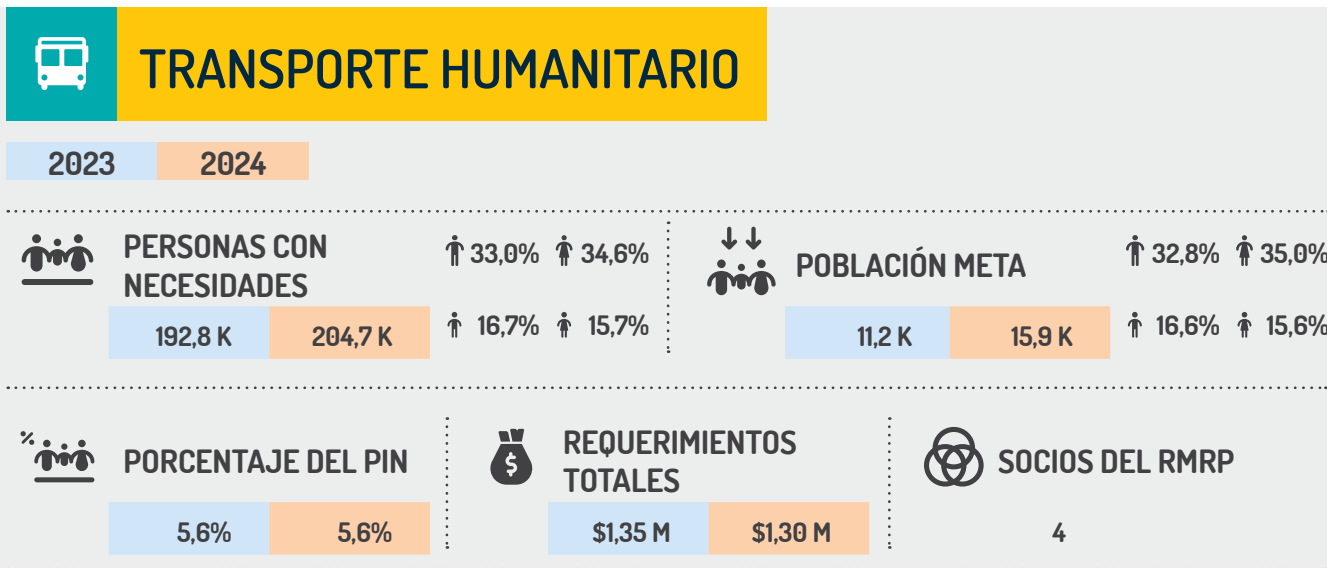 TRANSPORTE HUMANITARIO
2023 2024
PERSONAS CON
NECESIDADES
33,0% 34,6%
192,8 K 204,7 K
16,7% 15,7%
POBLACIÓN META
32,8% 35,0%
11,2 K 15,9 K
16,6% 15,6%
%
PORCENTAJE DEL PIN
5,6% 5,6%
$
REQUERIMIENTOS
TOTALES
$1,35 M $1,30 M
SOCIOS DEL RMRP
4